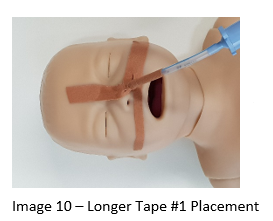 Image 10 – Longer Tape #1 Placement